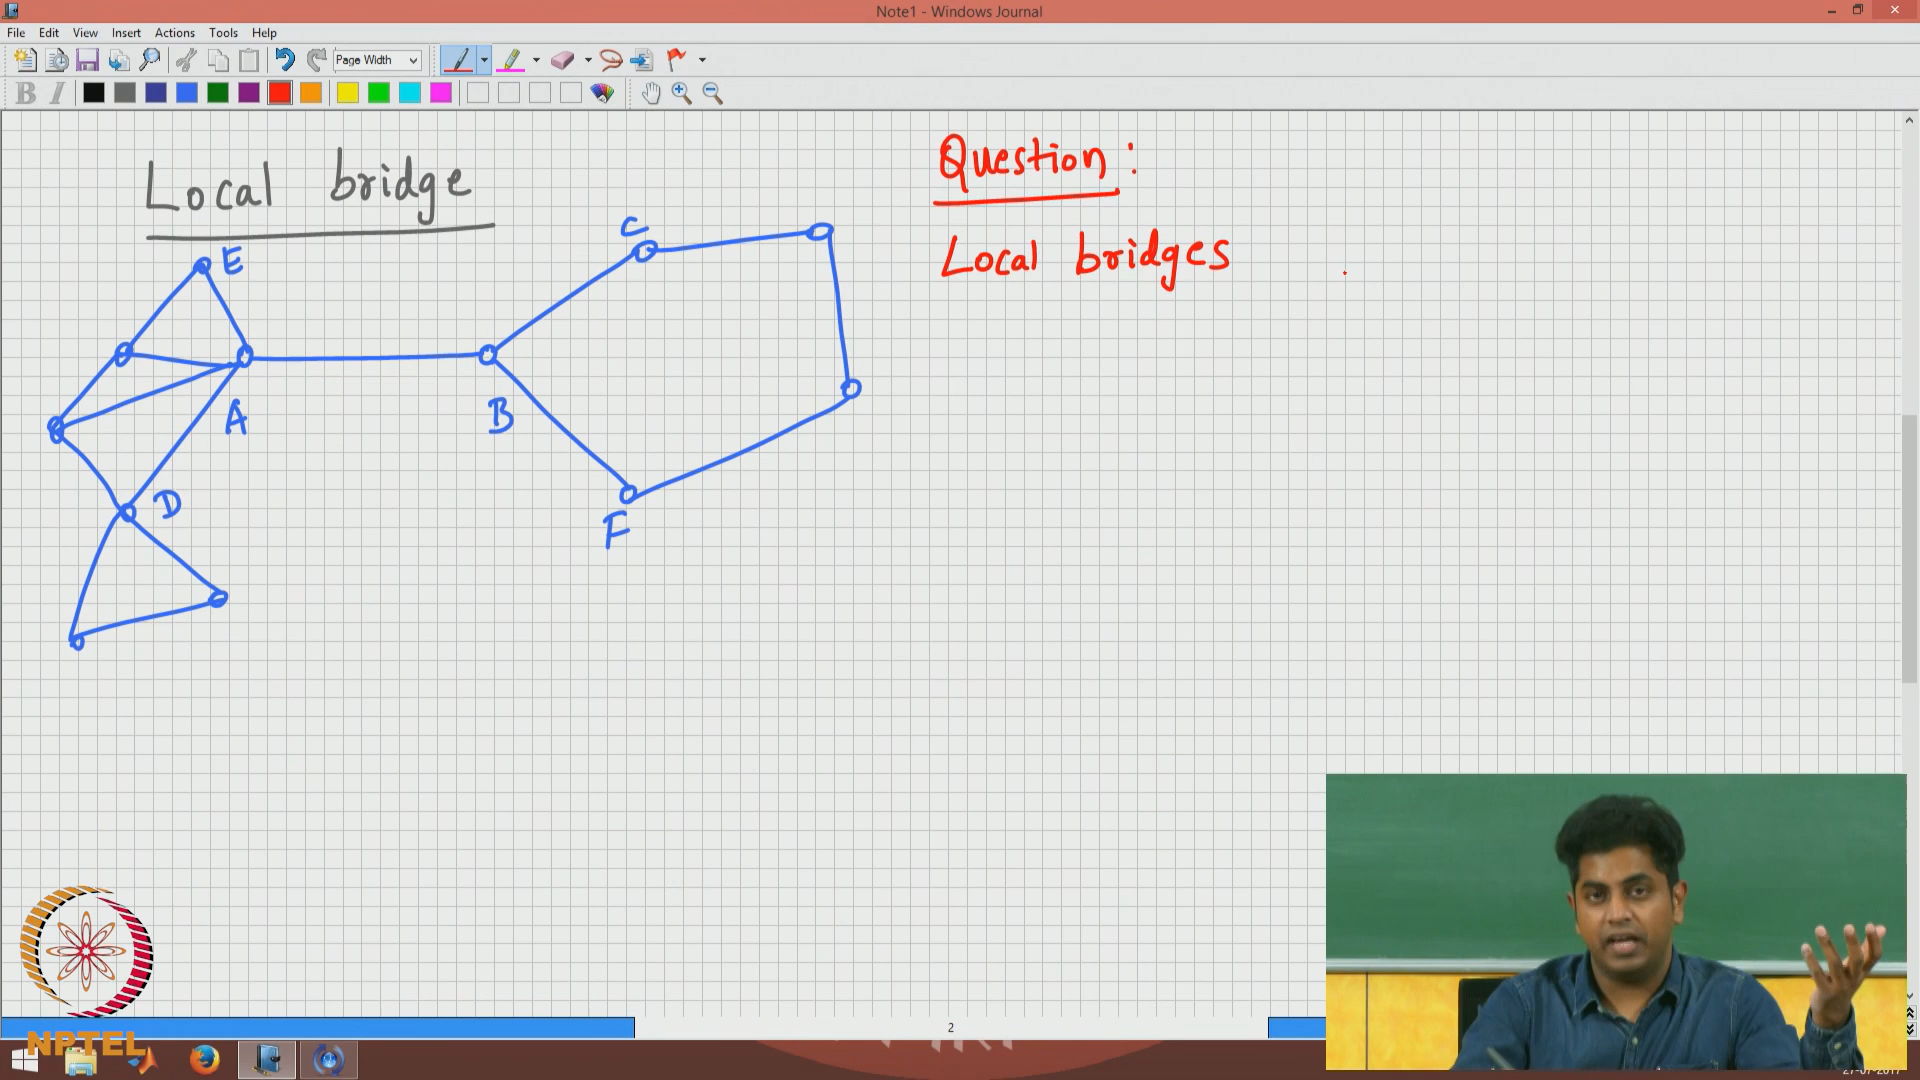 Note1 - Windows Journal
File Edit View Insert Actions Tools Help
Page Width
B I
Local bridge
Question :
Local bridges
E
C
A
B
D
F
2
NPTEL